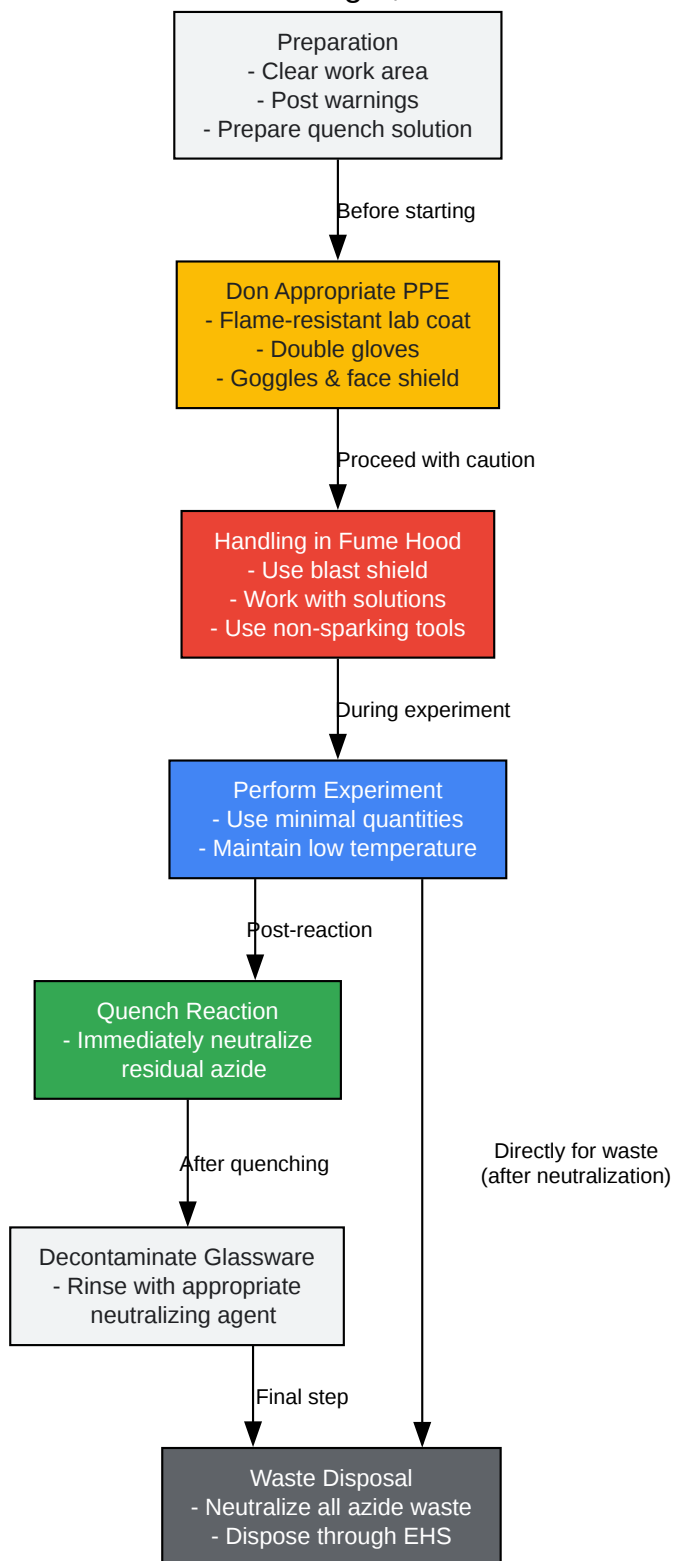 Preparation
- Clear work area
- Post warnings
- Prepare quench solution
Before starting
Don Appropriate PPE
- Flame-resistant lab coat
- Double gloves
- Goggles & face shield
Proceed with caution
Handling in Fume Hood
- Use blast shield
- Work with solutions
- Use non-sparking tools
During experiment
Perform Experiment
- Use minimal quantities
- Maintain low temperature
Post-reaction
Quench Reaction
- Immediately neutralize
residual azide
After quenching
Directly for waste
(after neutralization)
Decontaminate Glassware
- Rinse with appropriate
neutralizing agent
Final step
Waste Disposal
- Neutralize all azide waste
- Dispose through EHS